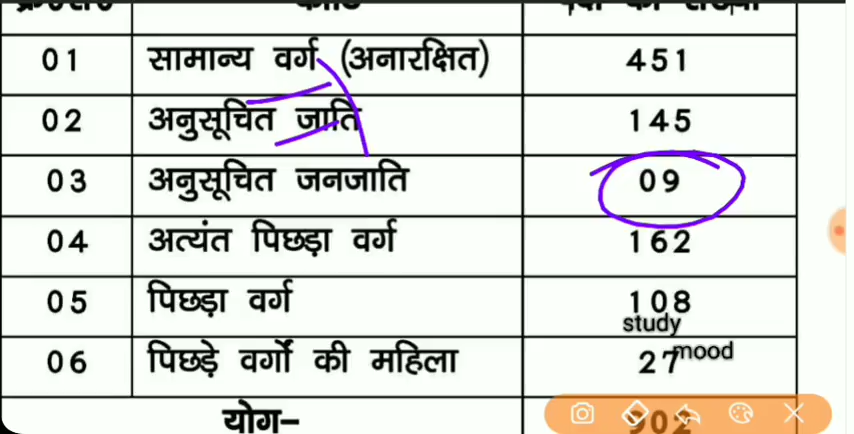 01 सामान्य वर्ग (अनारक्षित) 451
02 अनुसूचित जाति 145
03 अनुसूचित जनजाति 09
04 अत्यंत पिछड़ा वर्ग 162
05 पिछड़ा वर्ग 108
study
mood
06 पिछड़े वर्गों की महिला 27
योग– 902